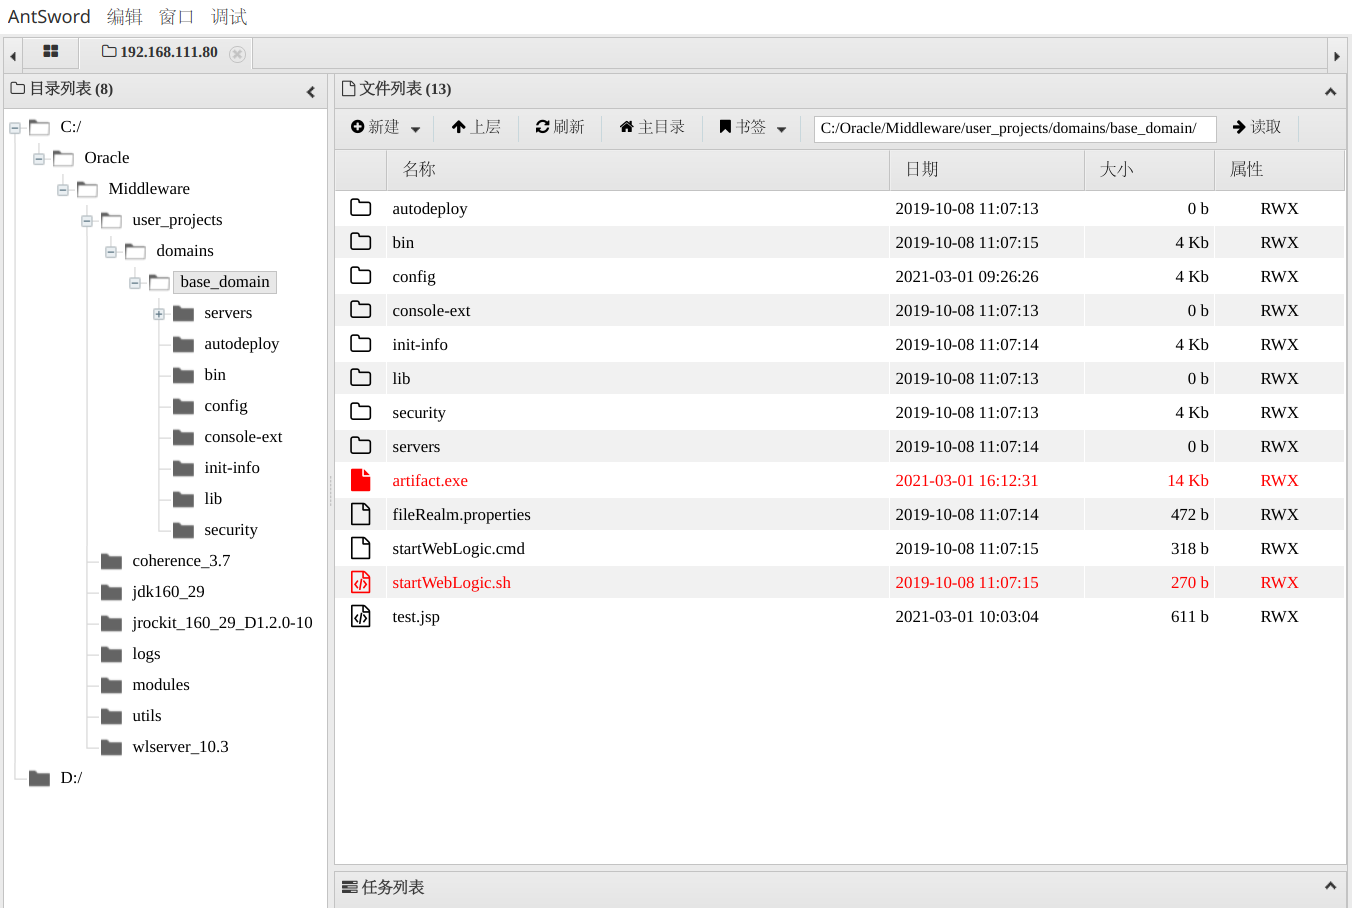 AntSword 编辑 窗口 调试
192.168.111.80
目录列表 (8)
C:/
Oracle
Middleware
user_projects
domains
base_domain
servers
autodeploy
bin
config
console-ext
init-info
lib
security
coherence_3.7
jdk160_29
jrockit_160_29_D1.2.0-10
logs
modules
utils
wlserver_10.3
D:/
文件列表 (13)
新建 上层 刷新 主目录 书签 C:/Oracle/Middleware/user_projects/domains/base_domain/ 读取
名称 日期 大小 属性
autodeploy 2019-10-08 11:07:13 0 b RWX
bin 2019-10-08 11:07:15 4 Kb RWX
config 2021-03-01 09:26:26 4 Kb RWX
console-ext 2019-10-08 11:07:13 0 b RWX
init-info 2019-10-08 11:07:14 4 Kb RWX
lib 2019-10-08 11:07:13 0 b RWX
security 2019-10-08 11:07:13 4 Kb RWX
servers 2019-10-08 11:07:14 0 b RWX
artifact.exe 2021-03-01 16:12:31 14 Kb RWX
fileRealm.properties 2019-10-08 11:07:14 472 b RWX
startWebLogic.cmd 2019-10-08 11:07:15 318 b RWX
startWebLogic.sh 2019-10-08 11:07:15 270 b RWX
test.jsp 2021-03-01 10:03:04 611 b RWX
任务列表